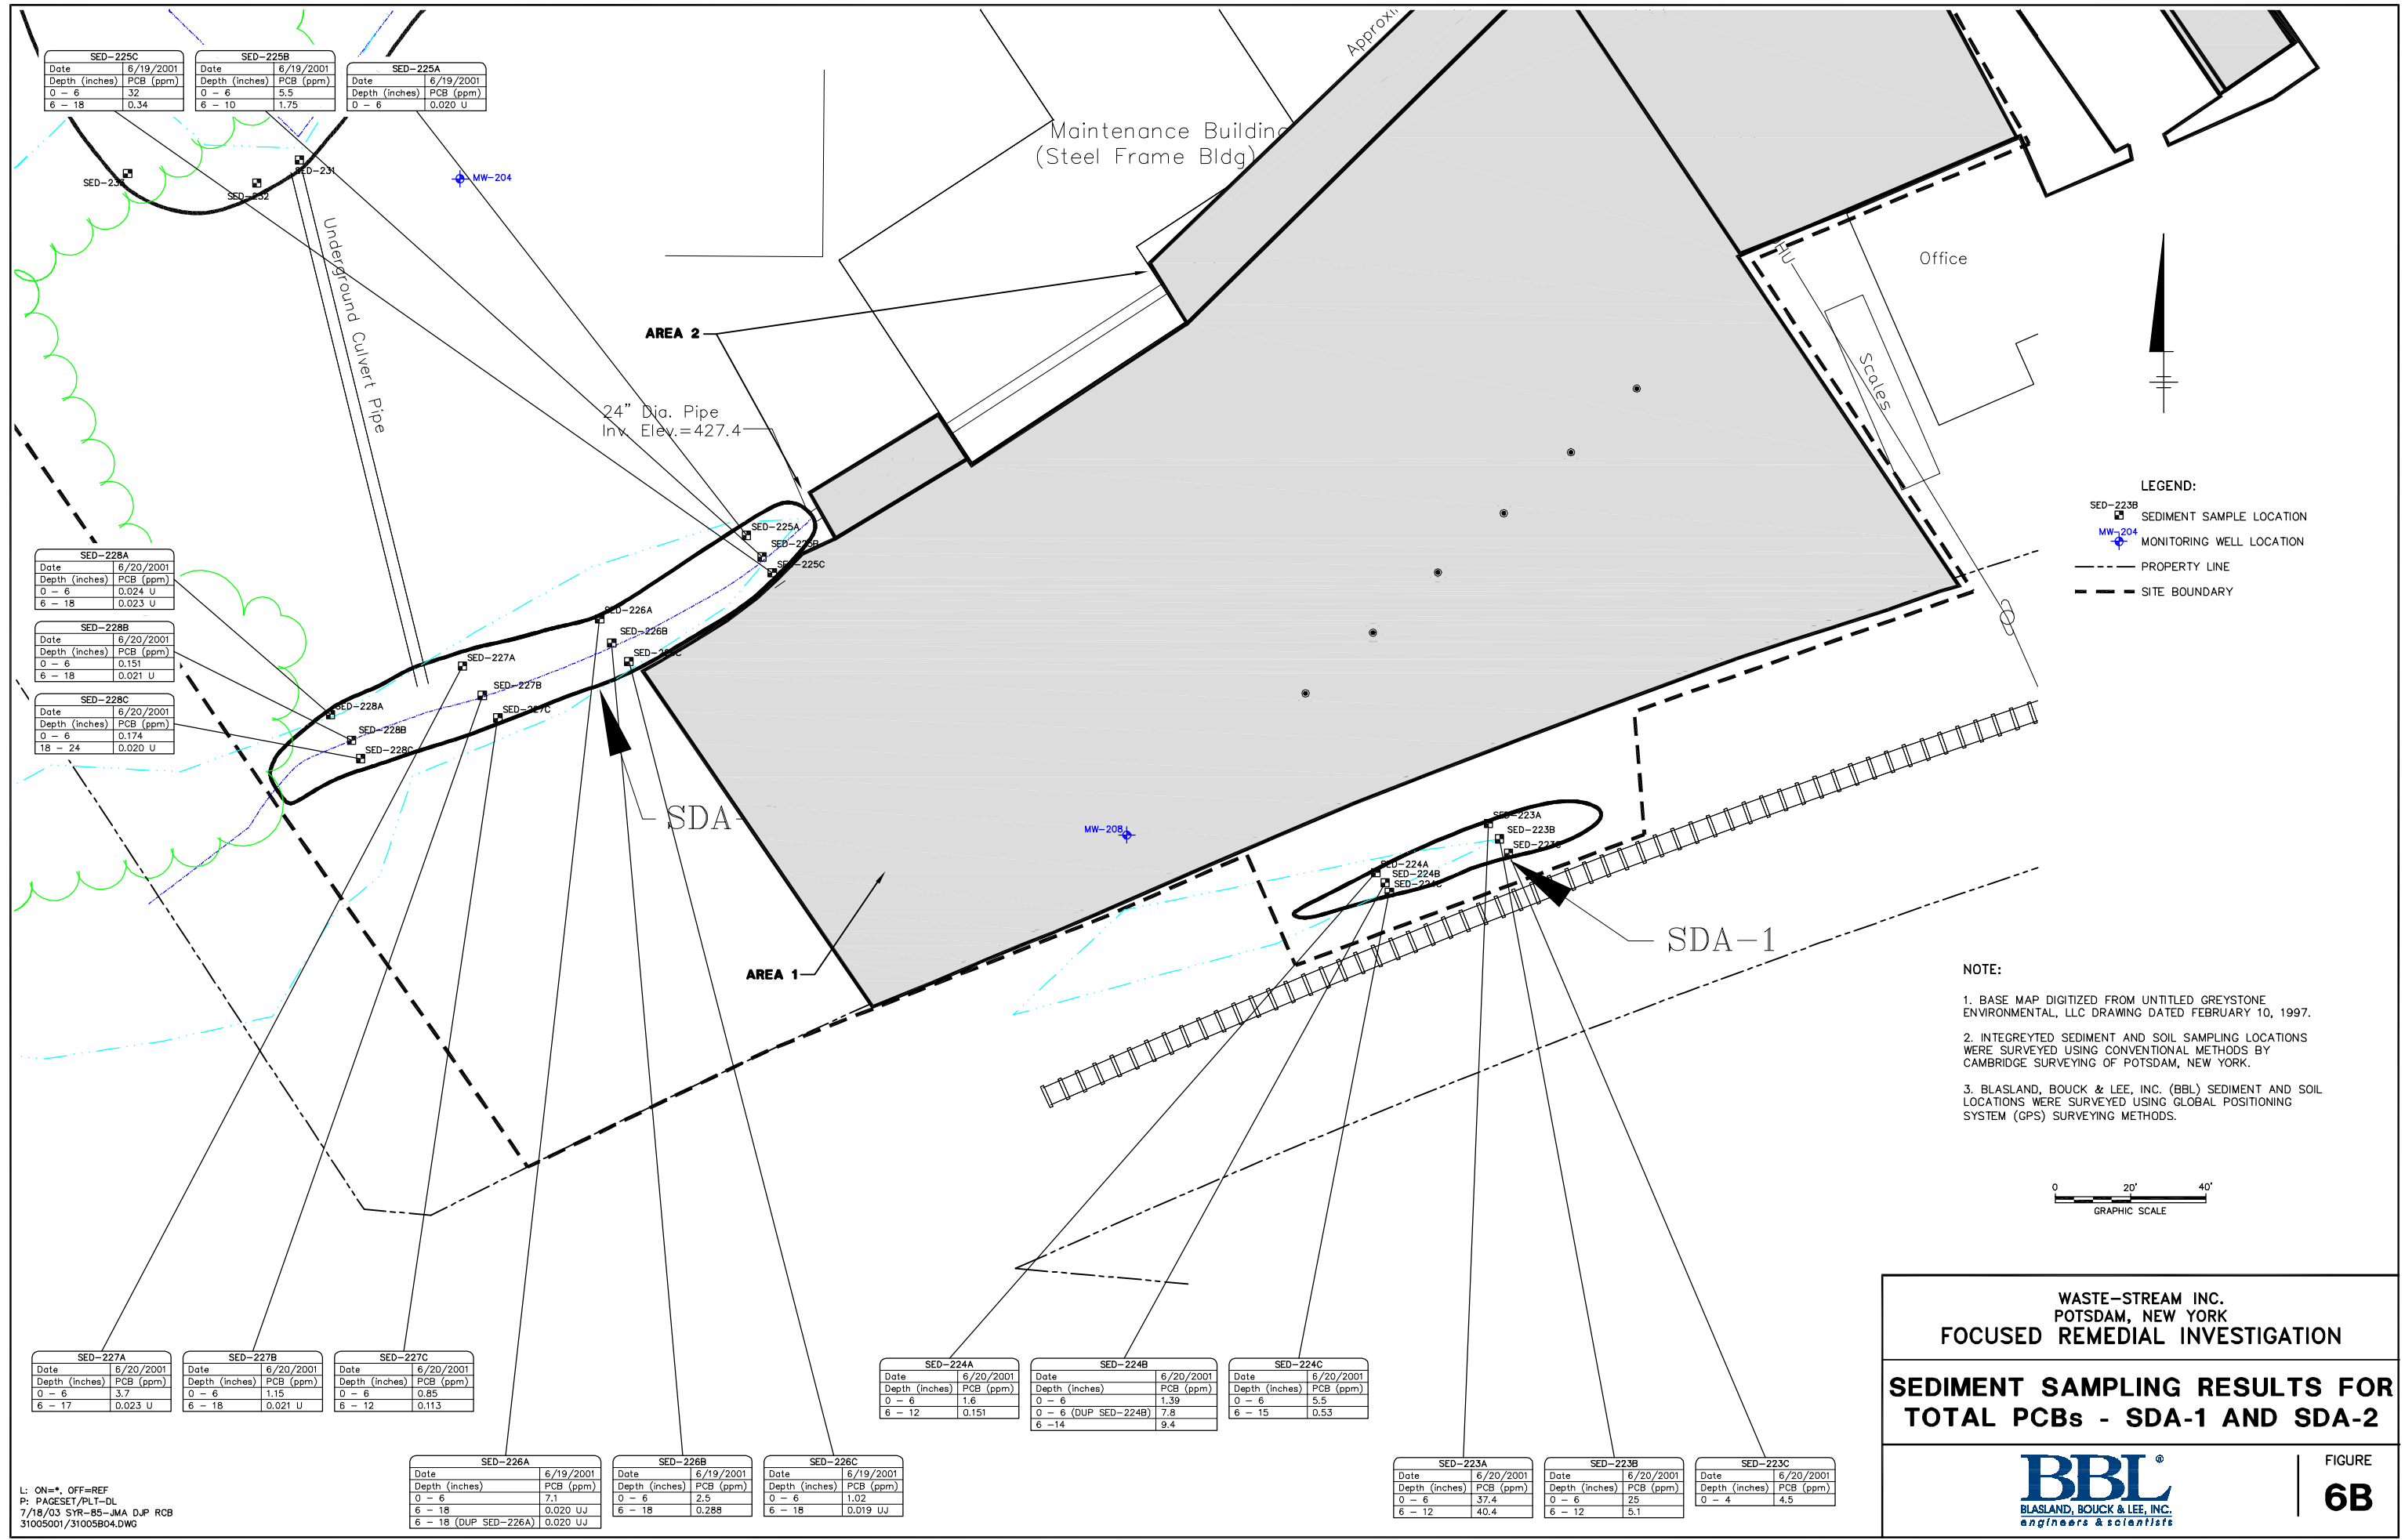 SED-225C
Date 6/19/2001
Depth (inches) PCB (ppm)
0 – 6 32
6 – 18 0.34
SED-225B
Date 6/19/2001
Depth (inches) PCB (ppm)
0 – 6 5.5
6 – 10 1.75
SED-225A
Date 6/19/2001
Depth (inches) PCB (ppm)
0 – 6 0.020 U
Maintenance Building
(Steel Frame Bldg)
SED-231
SED-232
MW-204
Underground Culvert Pipe
Office
Scales
AREA 2
24" Dia. Pipe
Inv. Elev.=427.4
SED-225A
SED-225B
SED-225C
SED-226A
SED-226B
SED-226C
SED-227A
SED-227B
SED-227C
SED-228A
SED-228B
SED-228C
SED-228A
Date 6/20/2001
Depth (inches) PCB (ppm)
0 – 6 0.024 U
6 – 18 0.023 U
SED-228B
Date 6/20/2001
Depth (inches) PCB (ppm)
0 – 6 0.151
6 – 18 0.021 U
SED-228C
Date 6/20/2001
Depth (inches) PCB (ppm)
0 – 6 0.174
18 – 24 0.020 U
SDA-
MW-208
AREA 1
SED-223A
SED-223B
SED-223C
SED-224A
SED-224B
SED-224C
SDA-1
LEGEND:
SED-223B
SEDIMENT SAMPLE LOCATION
MW-204
MONITORING WELL LOCATION
PROPERTY LINE
SITE BOUNDARY
NOTE:
1. BASE MAP DIGITIZED FROM UNTITLED GREYSTONE
ENVIRONMENTAL, LLC DRAWING DATED FEBRUARY 10, 1997.
2. INTEGREYTED SEDIMENT AND SOIL SAMPLING LOCATIONS
WERE SURVEYED USING CONVENTIONAL METHODS BY
CAMBRIDGE SURVEYING OF POTSDAM, NEW YORK.
3. BLASLAND, BOUCK & LEE, INC. (BBL) SEDIMENT AND SOIL
LOCATIONS WERE SURVEYED USING GLOBAL POSITIONING
SYSTEM (GPS) SURVEYING METHODS.
0 20' 40'
GRAPHIC SCALE
SED-227A
Date 6/20/2001
Depth (inches) PCB (ppm)
0 – 6 3.7
6 – 17 0.023 U
SED-227B
Date 6/20/2001
Depth (inches) PCB (ppm)
0 – 6 1.15
6 – 18 0.021 U
SED-227C
Date 6/20/2001
Depth (inches) PCB (ppm)
0 – 6 0.85
6 – 12 0.113
SED-224A
Date 6/20/2001
Depth (inches) PCB (ppm)
0 – 6 1.6
6 – 12 0.151
SED-224B
Date 6/20/2001
Depth (inches) PCB (ppm)
0 – 6 1.39
0 – 6 (DUP SED-224B) 7.8
6 -14 9.4
SED-224C
Date 6/20/2001
Depth (inches) PCB (ppm)
0 – 6 5.5
6 – 15 0.53
SED-226A
Date 6/19/2001
Depth (inches) PCB (ppm)
0 – 6 7.1
6 – 18 0.020 UJ
6 – 18 (DUP SED-226A) 0.020 UJ
SED-226B
Date 6/19/2001
Depth (inches) PCB (ppm)
0 – 6 2.5
6 – 18 0.288
SED-226C
Date 6/19/2001
Depth (inches) PCB (ppm)
0 – 6 1.02
6 – 18 0.019 UJ
SED-223A
Date 6/20/2001
Depth (inches) PCB (ppm)
0 – 6 37.4
6 – 12 40.4
SED-223B
Date 6/20/2001
Depth (inches) PCB (ppm)
0 – 6 25
6 – 12 5.1
SED-223C
Date 6/20/2001
Depth (inches) PCB (ppm)
0 – 4 4.5
L: ON=*, OFF=REF
P: PAGESET/PLT-DL
7/18/03 SYR-85-JMA DJP RCB
31005001/31005B04.DWG
WASTE-STREAM INC.
POTSDAM, NEW YORK
FOCUSED REMEDIAL INVESTIGATION
SEDIMENT SAMPLING RESULTS FOR
TOTAL PCBs - SDA-1 AND SDA-2
BBL®
BLASLAND, BOUCK & LEE, INC.
engineers & scientists
FIGURE
6B